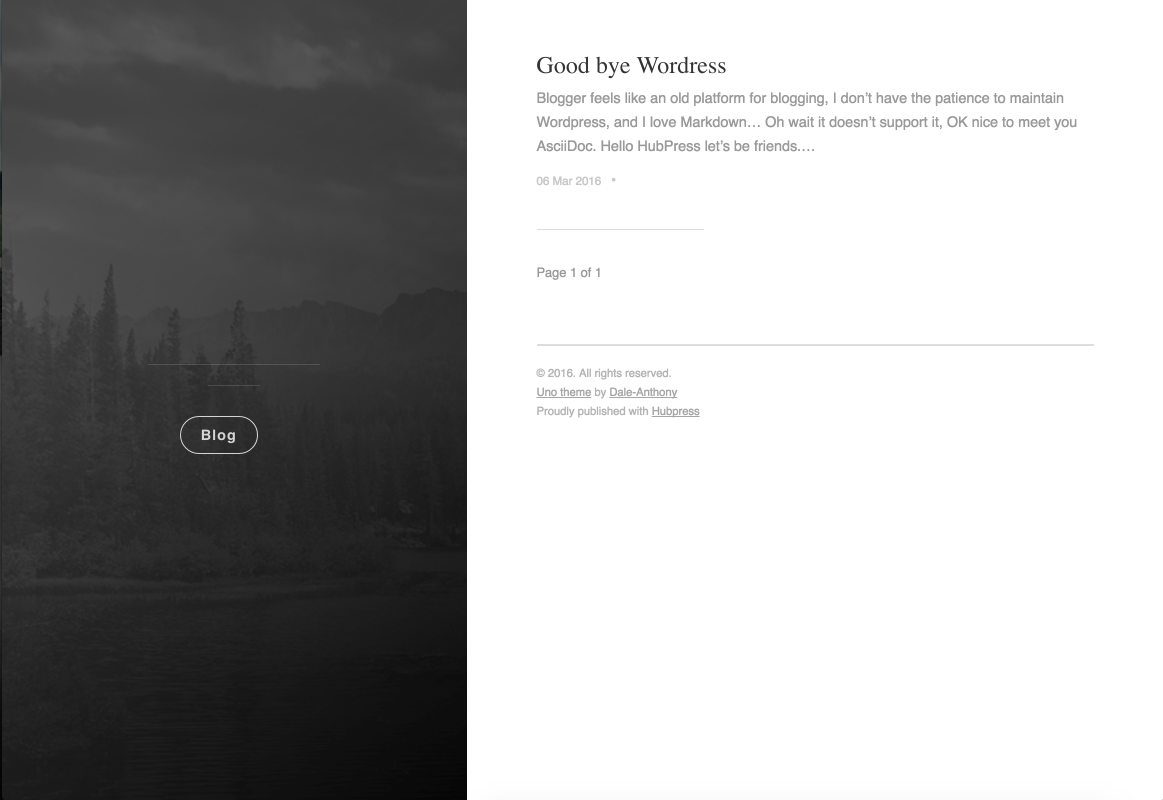 Blog
Good bye Wordress
Blogger feels like an old platform for blogging, I don’t have the patience to maintain
Wordpress, and I love Markdown… Oh wait it doesn’t support it, OK nice to meet you
AsciiDoc. Hello HubPress let’s be friends.…
06 Mar 2016 •
Page 1 of 1
© 2016. All rights reserved.
Uno theme by Dale-Anthony
Proudly published with Hubpress